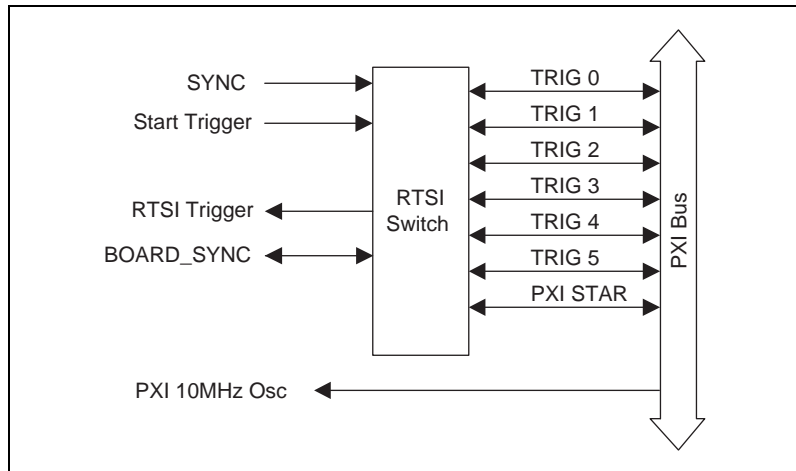 SYNC
Start Trigger
RTSI Trigger
BOARD_SYNC
PXI 10MHz Osc
RTSI
Switch
TRIG 0
TRIG 1
TRIG 2
TRIG 3
TRIG 4
TRIG 5
PXI STAR
PXI Bus